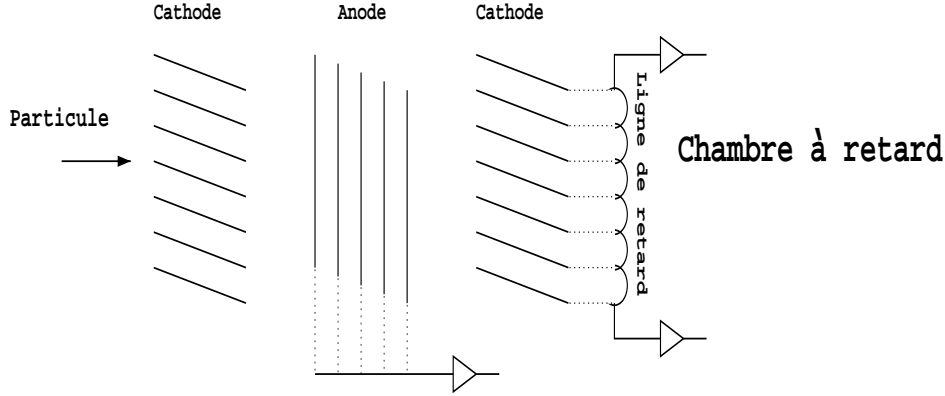 Cathode
Anode
Cathode
Particule
Ligne de retard
Chambre à retard